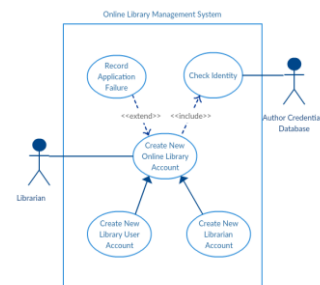 Online Library Management System
Record
Application
Failure
Check Identity
<<extend>>
<<include>>
Author Credential
Database
Create New
Online Library
Account
Librarian
Create New
Library User
Account
Create New
Librarian
Account